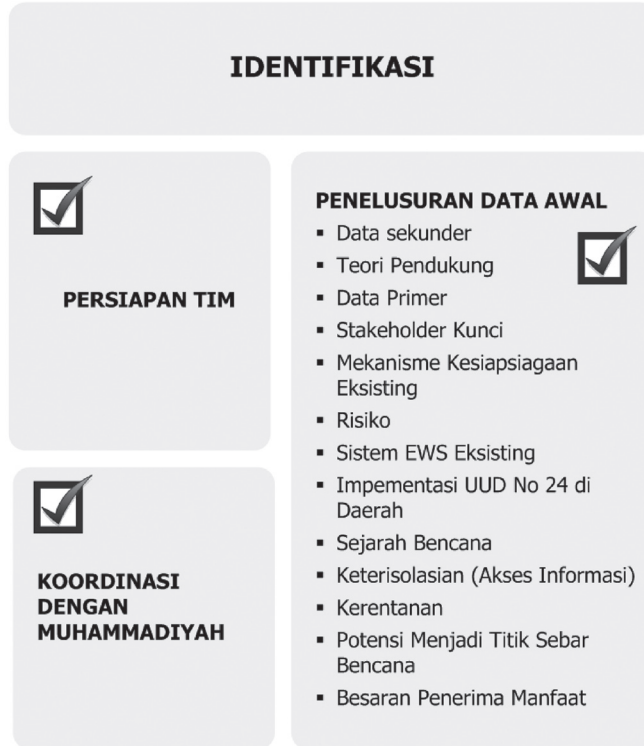 IDENTIFIKASI
PERSIAPAN TIM
KOORDINASI
DENGAN
MUHAMMADIYAH
PENELUSURAN DATA AWAL
▪ Data sekunder
▪ Teori Pendukung
▪ Data Primer
▪ Stakeholder Kunci
▪ Mekanisme Kesiapsiagaan
Eksisting
▪ Risiko
▪ Sistem EWS Eksisting
▪ Impementasi UUD No 24 di
Daerah
▪ Sejarah Bencana
▪ Keterisolasian (Akses Informasi)
▪ Kerentanan
▪ Potensi Menjadi Titik Sebar
Bencana
▪ Besaran Penerima Manfaat